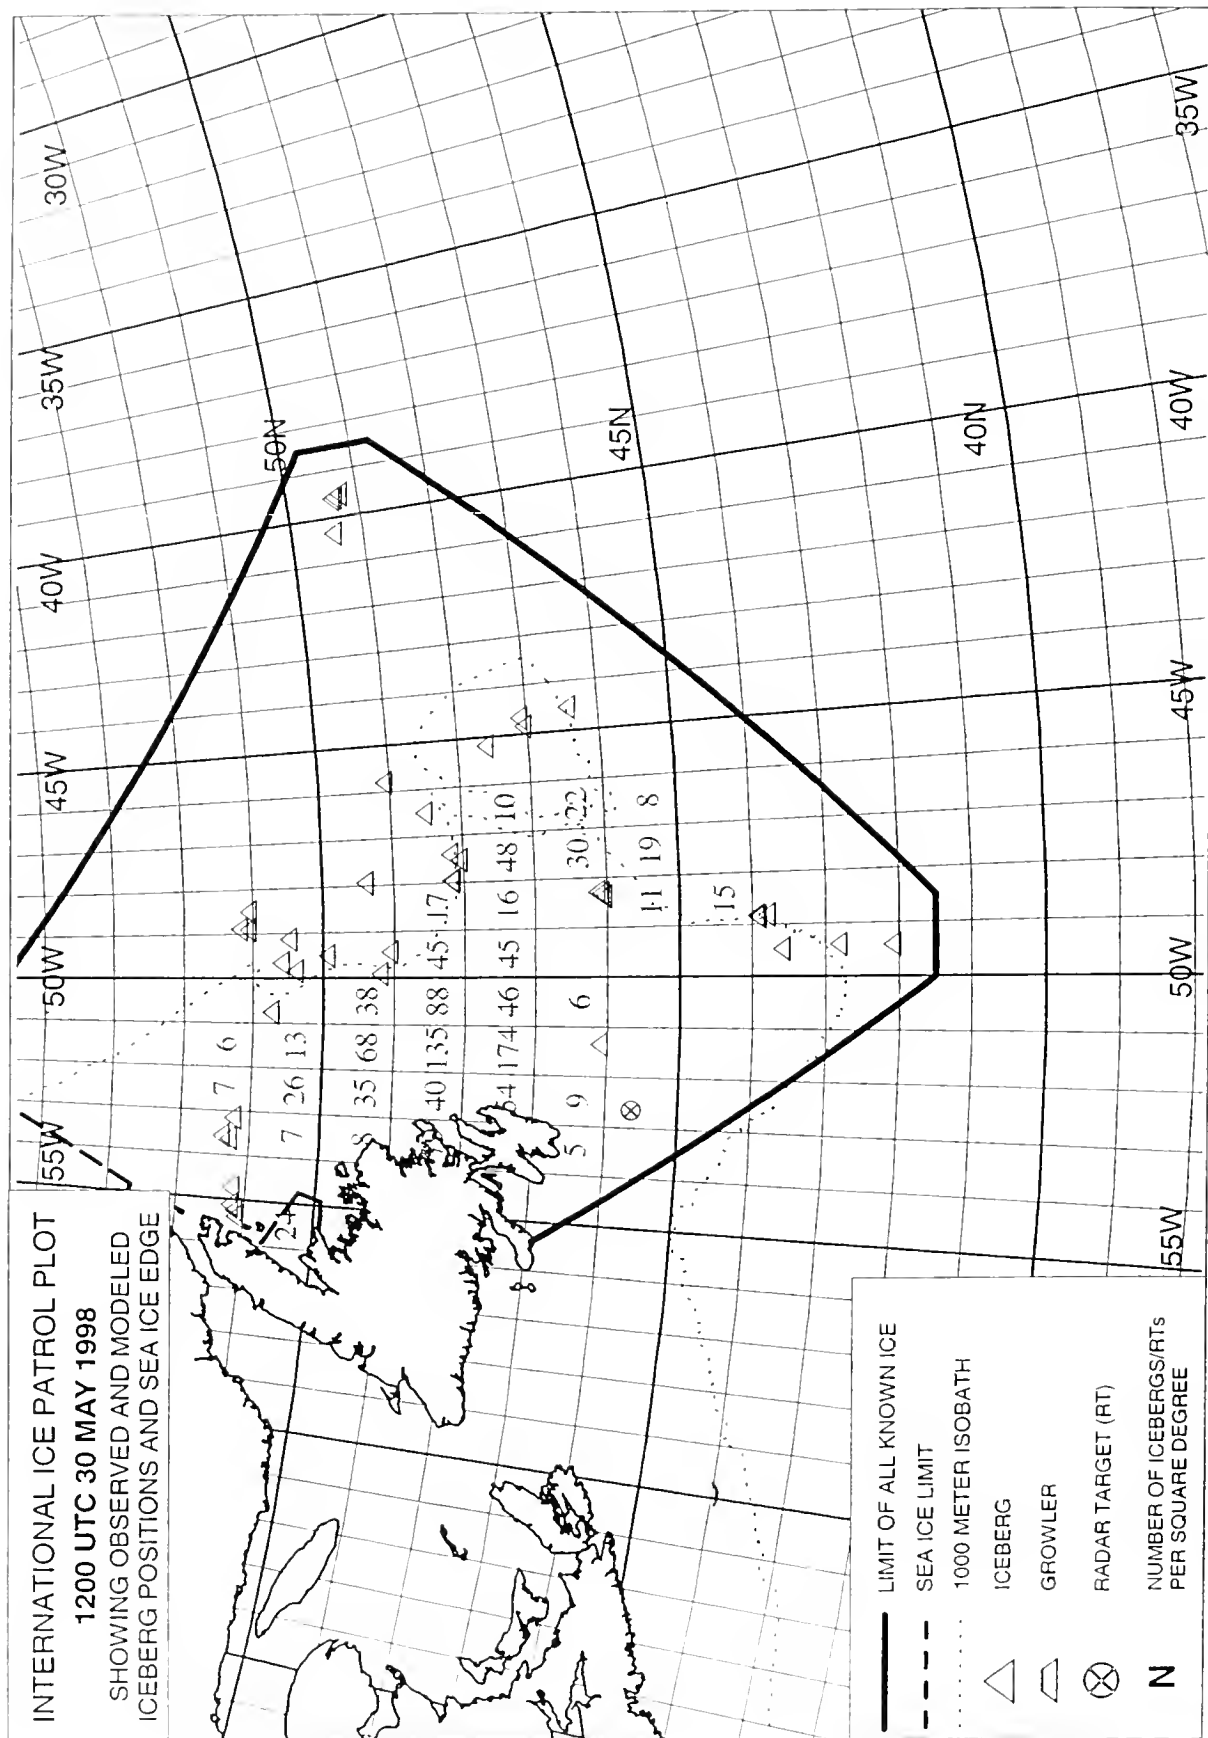 INTERNATIONAL ICE PATROL PLOT
1200 UTC 30 MAY 1998
SHOWING OBSERVED AND MODELED
ICEBERG POSITIONS AND SEA ICE EDGE
55W
50W
45W
40W
35W
30W
7 6
24 7 26 13
50N
8 35 68 38
40 135 88 45 17
54 174 46 45 16 48 10
5 9 6 30 22
11 19 8
45N
15
40N
55W
50W
45W
40W
35W
LIMIT OF ALL KNOWN ICE
SEA ICE LIMIT
1000 METER ISOBATH
ICEBERG
GROWLER
RADAR TARGET (RT)
N NUMBER OF ICEBERGS/RTs
PER SQUARE DEGREE